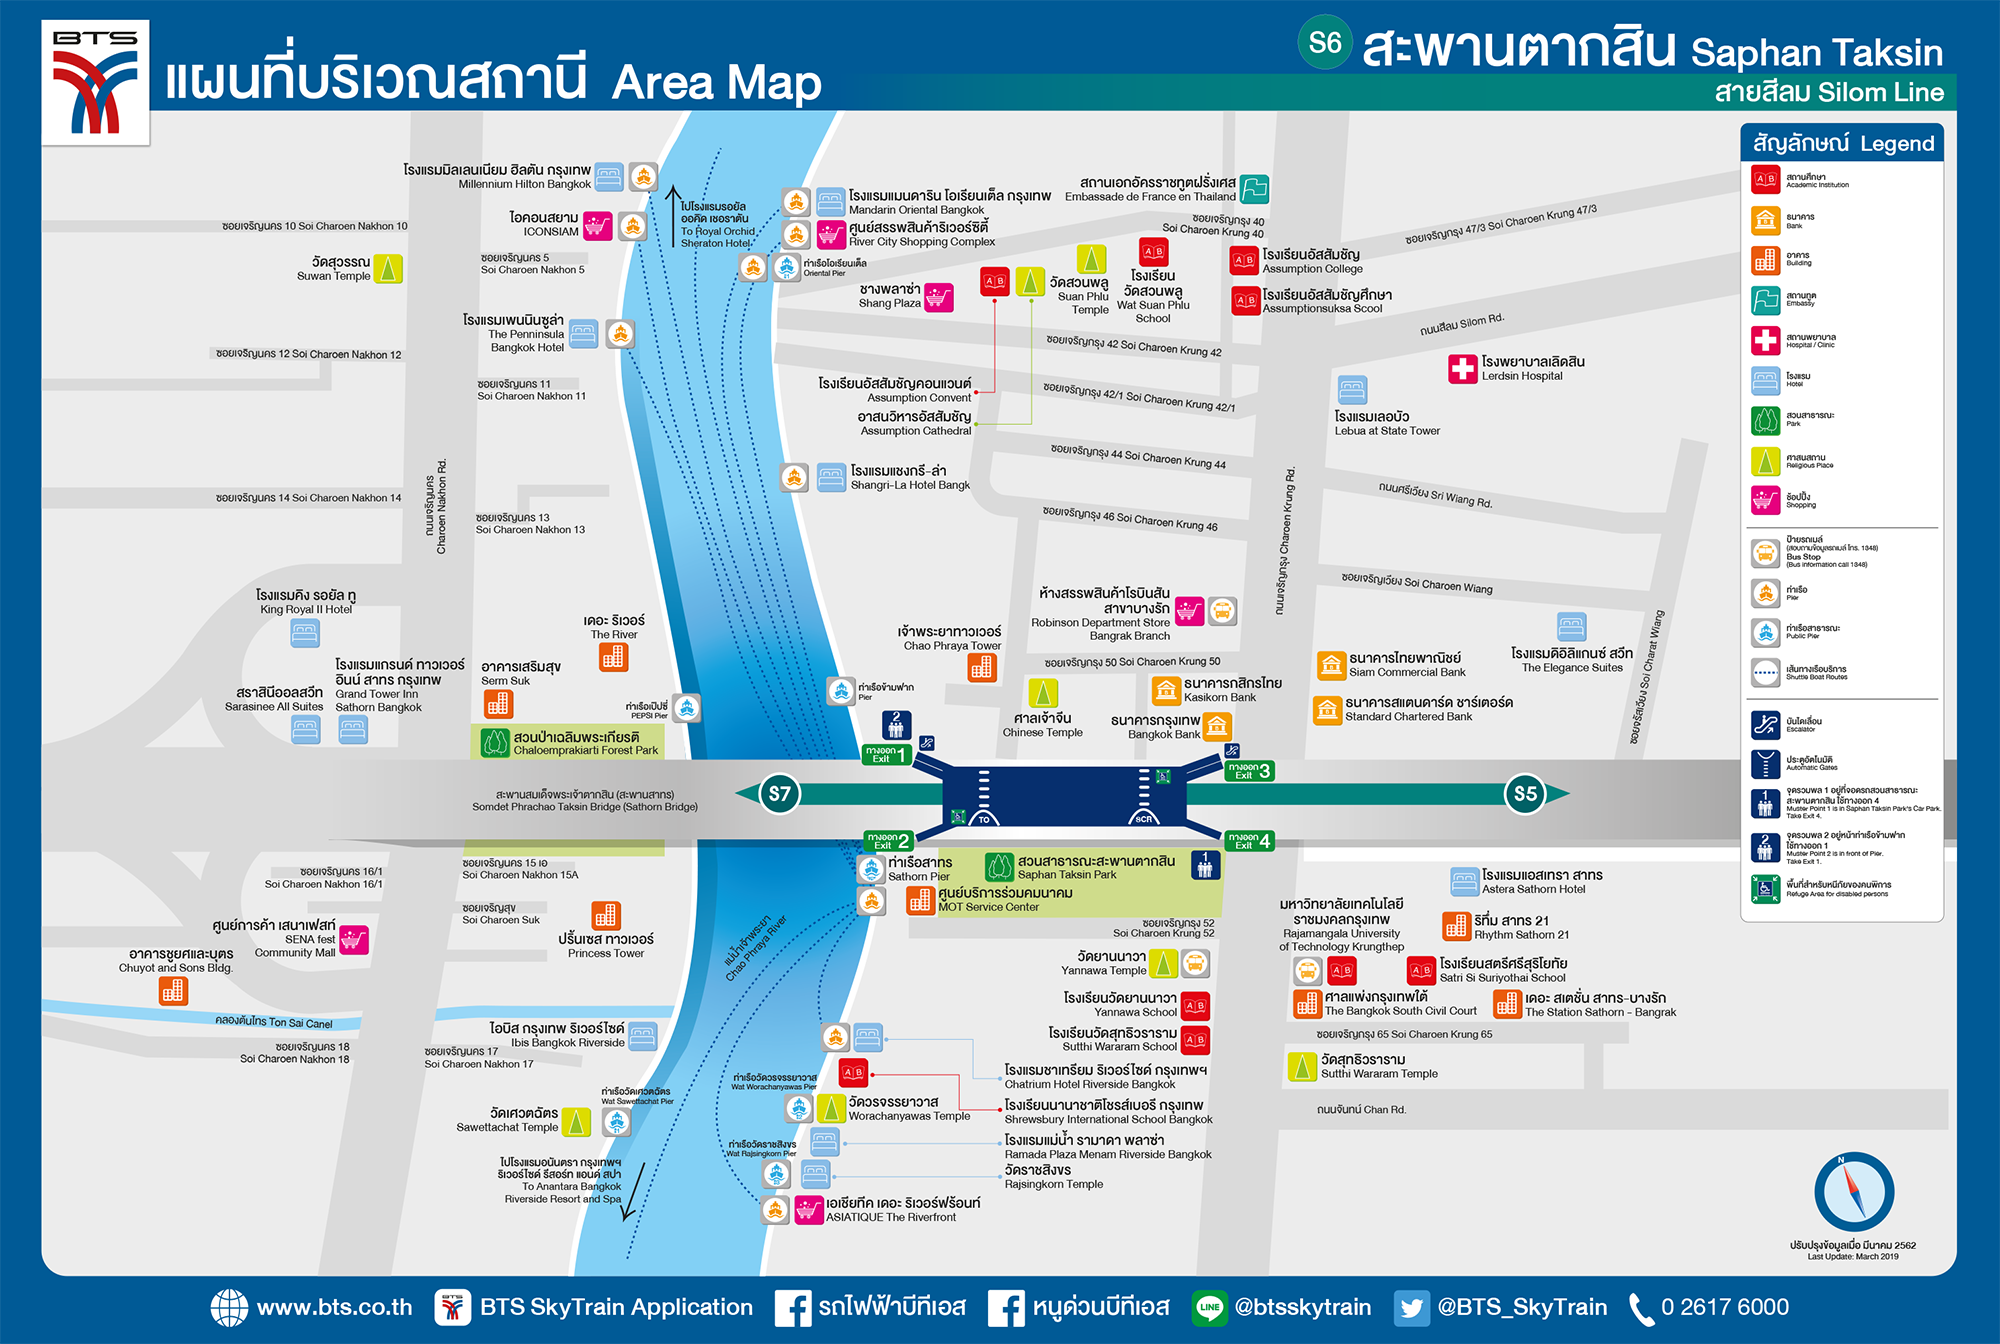 BTS
แผนที่บริเวณสถานี Area Map
S6 สะพานตากสิน Saphan Taksin
สายสีลม Silom Line
สัญลักษณ์ Legend
สถานศึกษา
Academic Institution
ธนาคาร
Bank
อาคาร
Building
สถานทูต
Embassy
สถานพยาบาล
Hospital / Clinic
โรงแรม
Hotel
สวนสาธารณะ
Park
ศาสนสถาน
Religious Place
ช้อปปิ้ง
Shopping
ป้ายรถเมล์
(สอบถามข้อมูลรถเมล์ โทร. 1348)
Bus Stop
(Bus information call 1348)
ท่าเรือ
Pier
ท่าเรือสาธารณะ
Public Pier
เส้นทางเรือบริการ
Shuttle Boat Routes
บันไดเลื่อน
Escalator
ประตูอัตโนมัติ
Automatic Gates
1
จุดรวมพล 1 อยู่ที่จอดรถสวนสาธารณะ
สะพานตากสิน ใช้ทางออก 4
Muster Point 1 is in Saphan Taksin Park's Car Park.
Take Exit 4.
2
จุดรวมพล 2 อยู่หน้าท่าเรือข้ามฟาก
ใช้ทางออก 1
Muster Point 2 is in front of Pier.
Take Exit 1.
พื้นที่สำหรับหนีภัยของคนพิการ
Refuge Area for disabled persons
โรงแรมมิลเลนเนียม ฮิลตัน กรุงเทพ
Millennium Hilton Bangkok
ไอคอนสยาม
ICONSIAM
ซอยเจริญนคร 10 Soi Charoen Nakhon 10
วัดสุวรรณ
Suwan Temple
ซอยเจริญนคร 5
Soi Charoen Nakhon 5
ไปโรงแรมรอยัล
ออคิด เชอราตัน
To Royal Orchid
Sheraton Hotel
โรงแรมแมนดาริน โอเรียนเต็ล กรุงเทพ
Mandarin Oriental Bangkok
ศูนย์สรรพสินค้าริเวอร์ซิตี้
River City Shopping Complex
ท่าเรือโอเรียนเต็ล
Oriental Pier
สถานเอกอัครราชทูตฝรั่งเศส
Embassade de France en Thailand
ซอยเจริญกรุง 40
Soi Charoen Krung 40
ซอยเจริญกรุง 47/3 Soi Charoen Krung 47/3
ชางพลาซ่า
Shang Plaza
วัดสวนพลู
Suan Phlu
Temple
โรงเรียน
วัดสวนพลู
Wat Suan Phlu
School
โรงเรียนอัสสัมชัญ
Assumption College
โรงเรียนอัสสัมชัญศึกษา
Assumptionsuksa Scool
ถนนสีลม Silom Rd.
โรงแรมเพนนินซูล่า
The Penninsula
Bangkok Hotel
ซอยเจริญนคร 12 Soi Charoen Nakhon 12
ซอยเจริญนคร 11
Soi Charoen Nakhon 11
ซอยเจริญกรุง 42 Soi Charoen Krung 42
ซอยเจริญกรุง 42/1 Soi Charoen Krung 42/1
โรงเรียนอัสสัมชัญคอนแวนต์
Assumption Convent
อาสนวิหารอัสสัมชัญ
Assumption Cathedral
โรงพยาบาลเลิดสิน
Lerdsin Hospital
โรงแรมเลอบัว
Lebua at State Tower
ซอยเจริญกรุง 44 Soi Charoen Krung 44
โรงแรมแชงกรี-ล่า
Shangri-La Hotel Bangk
ถนนศรีเวียง Sri Wiang Rd.
ซอยเจริญกรุง 46 Soi Charoen Krung 46
ถนนเจริญกรุง Charoen Krung Rd.
ถนนเจริญนคร
Charoen Nakhon Rd.
ซอยเจริญนคร 14 Soi Charoen Nakhon 14
ซอยเจริญนคร 13
Soi Charoen Nakhon 13
ซอยเจริญเวียง Soi Charoen Wiang
ซอยจรัสเวียง Soi Charat Wiang
โรงแรมคิง รอยัล ทู
King Royal II Hotel
สราสินีออลสวีท
Sarasinee All Suites
โรงแรมแกรนด์ ทาวเวอร์
อินน์ สาทร กรุงเทพ
Grand Tower Inn
Sathorn Bangkok
อาคารเสริมสุข
Serm Suk
เดอะ ริเวอร์
The River
ท่าเรือเป๊ปซี่
PEPSI Pier
สวนป่าเฉลิมพระเกียรติ
Chaloemprakiarti Forest Park
ท่าเรือข้ามฟาก
Pier
เจ้าพระยาทาวเวอร์
Chao Phraya Tower
ห้างสรรพสินค้าโรบินสัน
สาขาบางรัก
Robinson Department Store
Bangrak Branch
ซอยเจริญกรุง 50 Soi Charoen Krung 50
ศาลเจ้าจีน
Chinese Temple
ธนาคารกสิกรไทย
Kasikorn Bank
ธนาคารกรุงเทพ
Bangkok Bank
ธนาคารไทยพาณิชย์
Siam Commercial Bank
ธนาคารสแตนดาร์ด ชาร์เตอร์ด
Standard Chartered Bank
โรงแรมดิอิลิแกนซ์ สวีท
The Elegance Suites
2
ทางออก
Exit 1
ทางออก
Exit 3
สะพานสมเด็จพระเจ้าตากสิน (สะพานสาทร)
Somdet Phrachao Taksin Bridge (Sathorn Bridge)
S7
TO
SCR
S5
ทางออก
Exit 2
ทางออก
Exit 4
ท่าเรือสาทร
Sathorn Pier
สวนสาธารณะสะพานตากสิน
Saphan Taksin Park
1
ศูนย์บริการร่วมคมนาคม
MOT Service Center
ซอยเจริญกรุง 52
Soi Charoen Krung 52
ซอยเจริญนคร 16/1
Soi Charoen Nakhon 16/1
ซอยเจริญนคร 15 เอ
Soi Charoen Nakhon 15A
ซอยเจริญสุข
Soi Charoen Suk
ปริ้นเซส ทาวเวอร์
Princess Tower
ศูนย์การค้า เสนาเฟสท์
SENA fest
Community Mall
อาคารชูยศและบุตร
Chuyot and Sons Bldg.
แม่น้ำเจ้าพระยา
Chao Phraya River
คลองต้นไทร Ton Sai Canel
ซอยเจริญนคร 18
Soi Charoen Nakhon 18
ซอยเจริญนคร 17
Soi Charoen Nakhon 17
ไอบิส กรุงเทพ ริเวอร์ไซด์
Ibis Bangkok Riverside
วัดยานนาวา
Yannawa Temple
โรงเรียนวัดยานนาวา
Yannawa School
โรงเรียนวัดสุทธิวราราม
Sutthi Wararam School
โรงแรมแอสเทรา สาทร
Astera Sathorn Hotel
มหาวิทยาลัยเทคโนโลยี
ราชมงคลกรุงเทพ
Rajamangala University
of Technology Krungthep
ริทึ่ม สาทร 21
Rhythm Sathorn 21
โรงเรียนสตรีศรีสุริโยทัย
Satri Si Suriyothai School
ศาลแพ่งกรุงเทพใต้
The Bangkok South Civil Court
เดอะ สเตชั่น สาทร-บางรัก
The Station Sathorn - Bangrak
ซอยเจริญกรุง 65 Soi Charoen Krung 65
วัดสุทธิวราราม
Sutthi Wararam Temple
ถนนจันทน์ Chan Rd.
โรงแรมชาเทรียม ริเวอร์ไซด์ กรุงเทพฯ
Chatrium Hotel Riverside Bangkok
โรงเรียนนานาชาติโชรส์เบอรี กรุงเทพ
Shrewsbury International School Bangkok
โรงแรมแม่น้ำ รามาดา พลาซ่า
Ramada Plaza Menam Riverside Bangkok
วัดราชสิงขร
Rajsingkorn Temple
ท่าเรือวัดวรจรรยาวาส
Wat Worachanyawas Pier
วัดวรจรรยาวาส
Worachanyawas Temple
ท่าเรือวัดราชสิงขร
Wat Rajsingkorn Pier
เอเชียทีค เดอะ ริเวอร์ฟร้อนท์
ASIATIQUE The Riverfront
ท่าเรือวัดเศวตฉัตร
Wat Sawettachat Pier
วัดเศวตฉัตร
Sawettachat Temple
ไปโรงแรมอนันตรา กรุงเทพฯ
ริเวอร์ไซด์ รีสอร์ท แอนด์ สปา
To Anantara Bangkok
Riverside Resort and Spa
N
ปรับปรุงข้อมูลเมื่อ มีนาคม 2562
Last Update: March 2019
www.bts.co.th
BTS SkyTrain Application
รถไฟฟ้าบีทีเอส
หนูด่วนบีทีเอส
LINE @btsskytrain
@BTS_SkyTrain
0 2617 6000